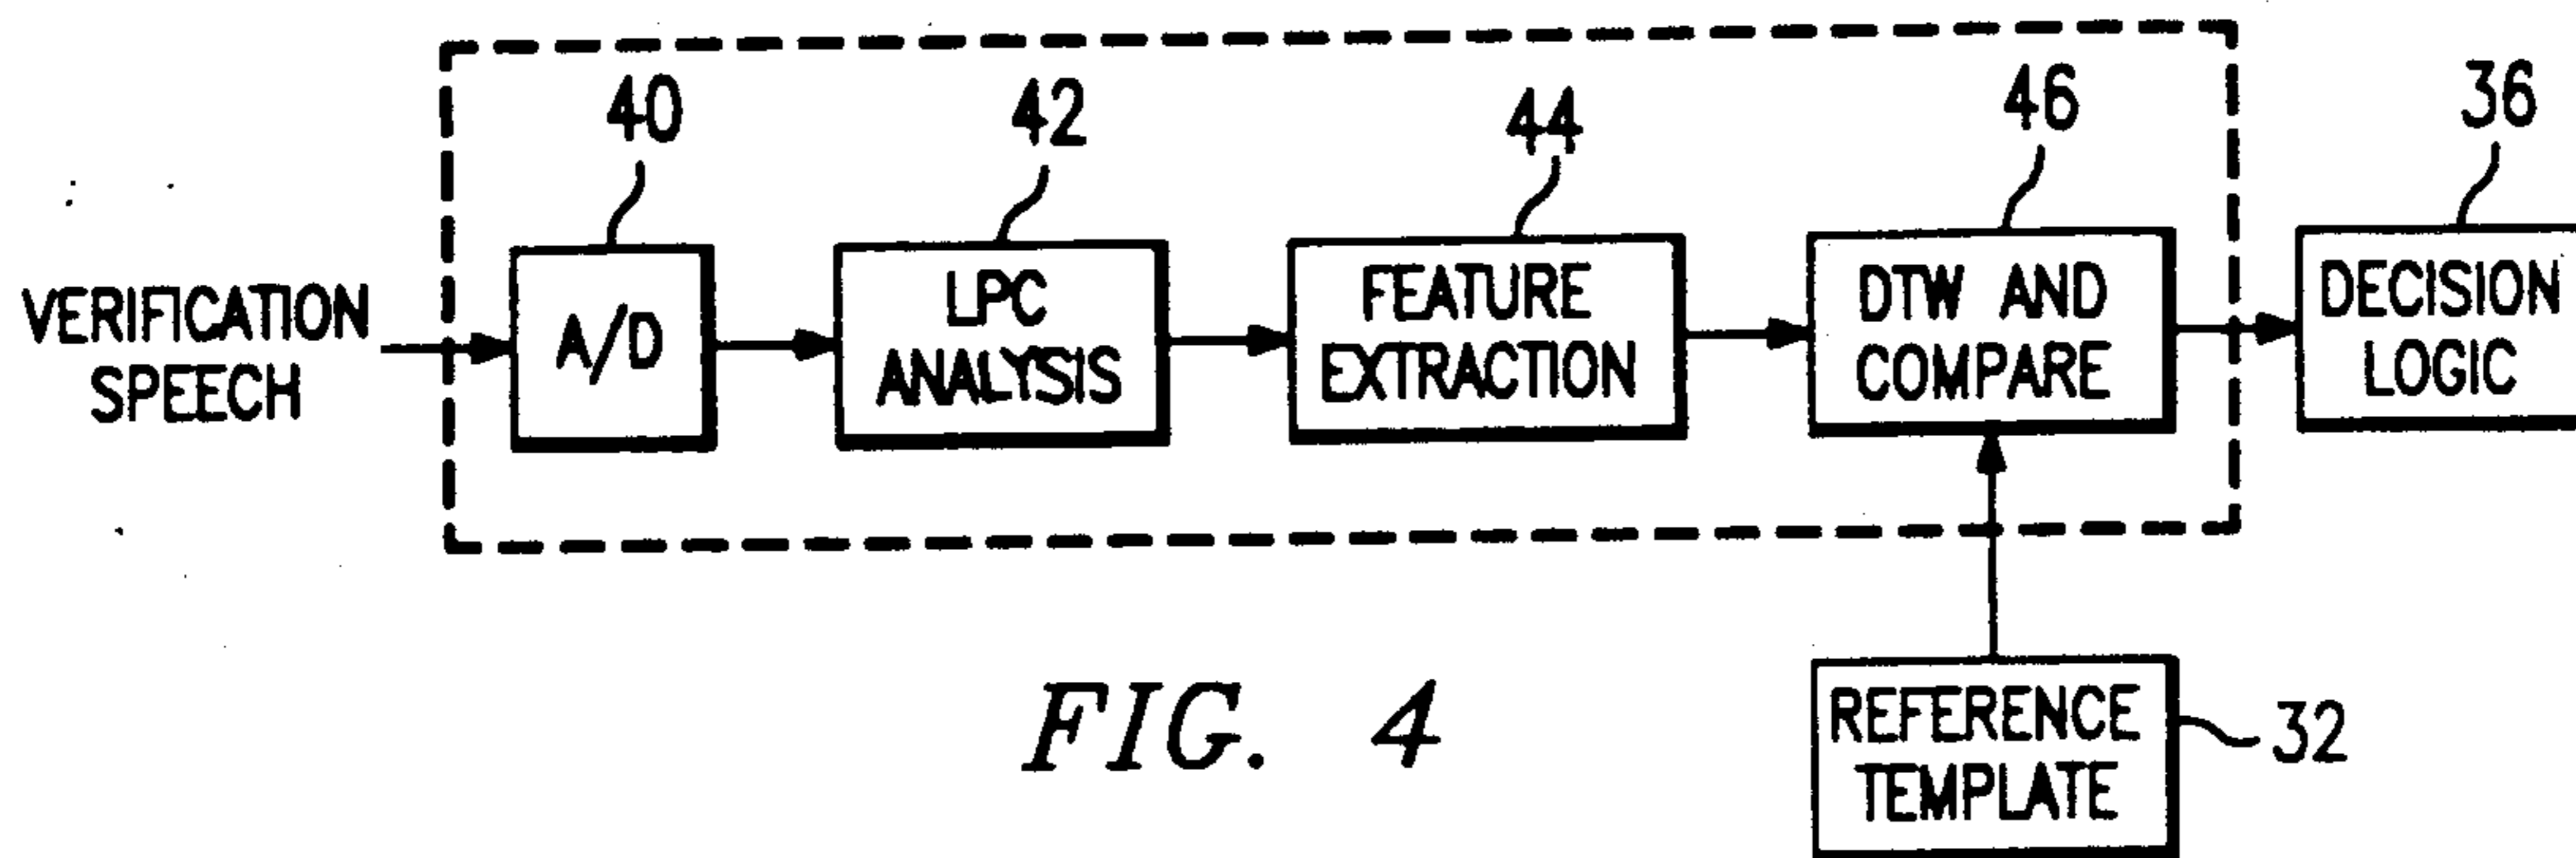 40
42
44
46
36
VERIFICATION
SPEECH
A/D
LPC
ANALYSIS
FEATURE
EXTRACTION
DTW AND
COMPARE
DECISION
LOGIC
REFERENCE
TEMPLATE
32
FIG. 4